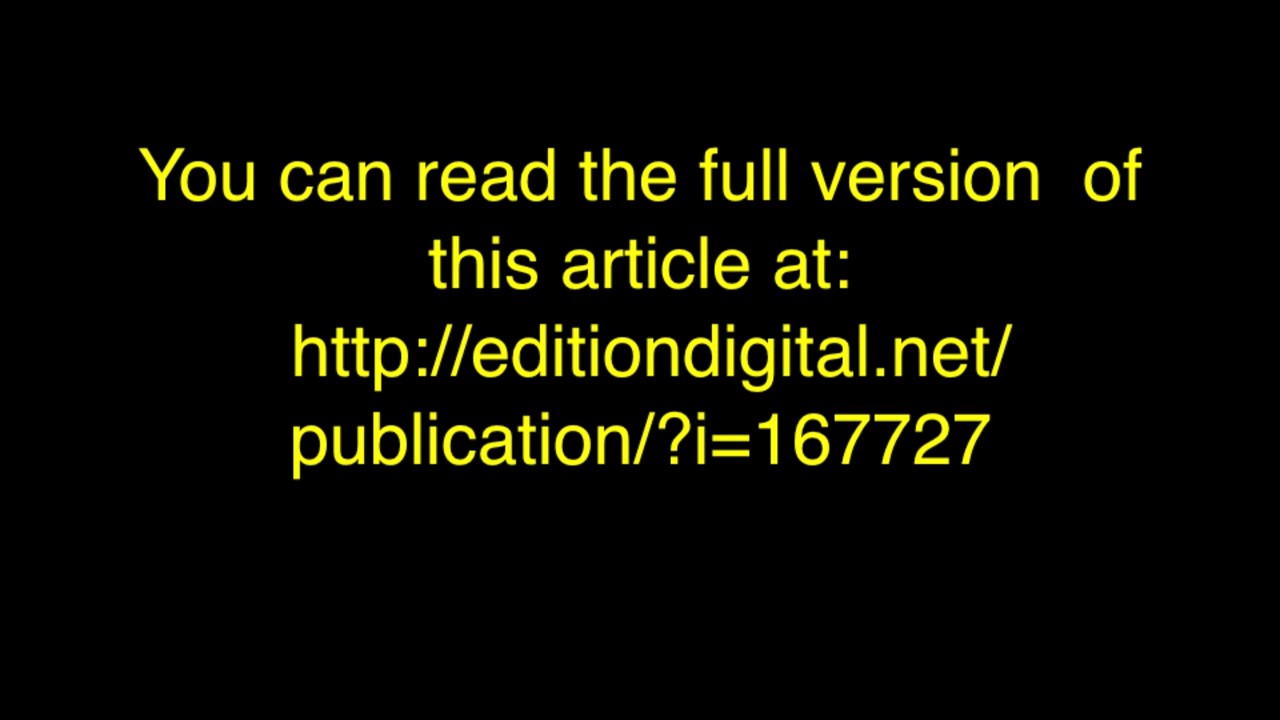 You can read the full version  of
this article at:
http://editiondigital.net/
publication/?i=167727